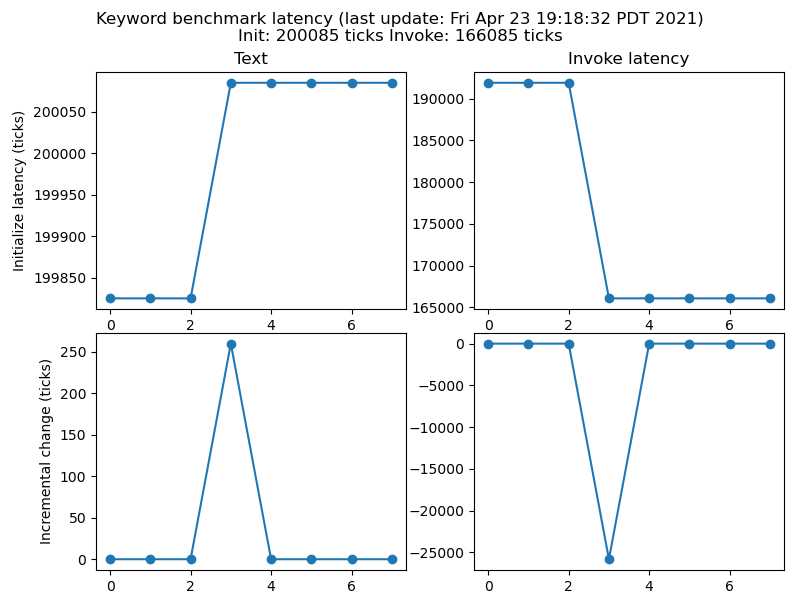 Keyword benchmark latency (last update: Fri Apr 23 19:18:32 PDT 2021)
Init: 200085 ticks Invoke: 166085 ticks
Text
Initialize latency (ticks)
200050
200000
199950
199900
199850
0 2 4 6
Invoke latency
190000
185000
180000
175000
170000
165000
0 2 4 6
Incremental change (ticks)
250
200
150
100
50
0
0 2 4 6
0
−5000
−10000
−15000
−20000
−25000
0 2 4 6